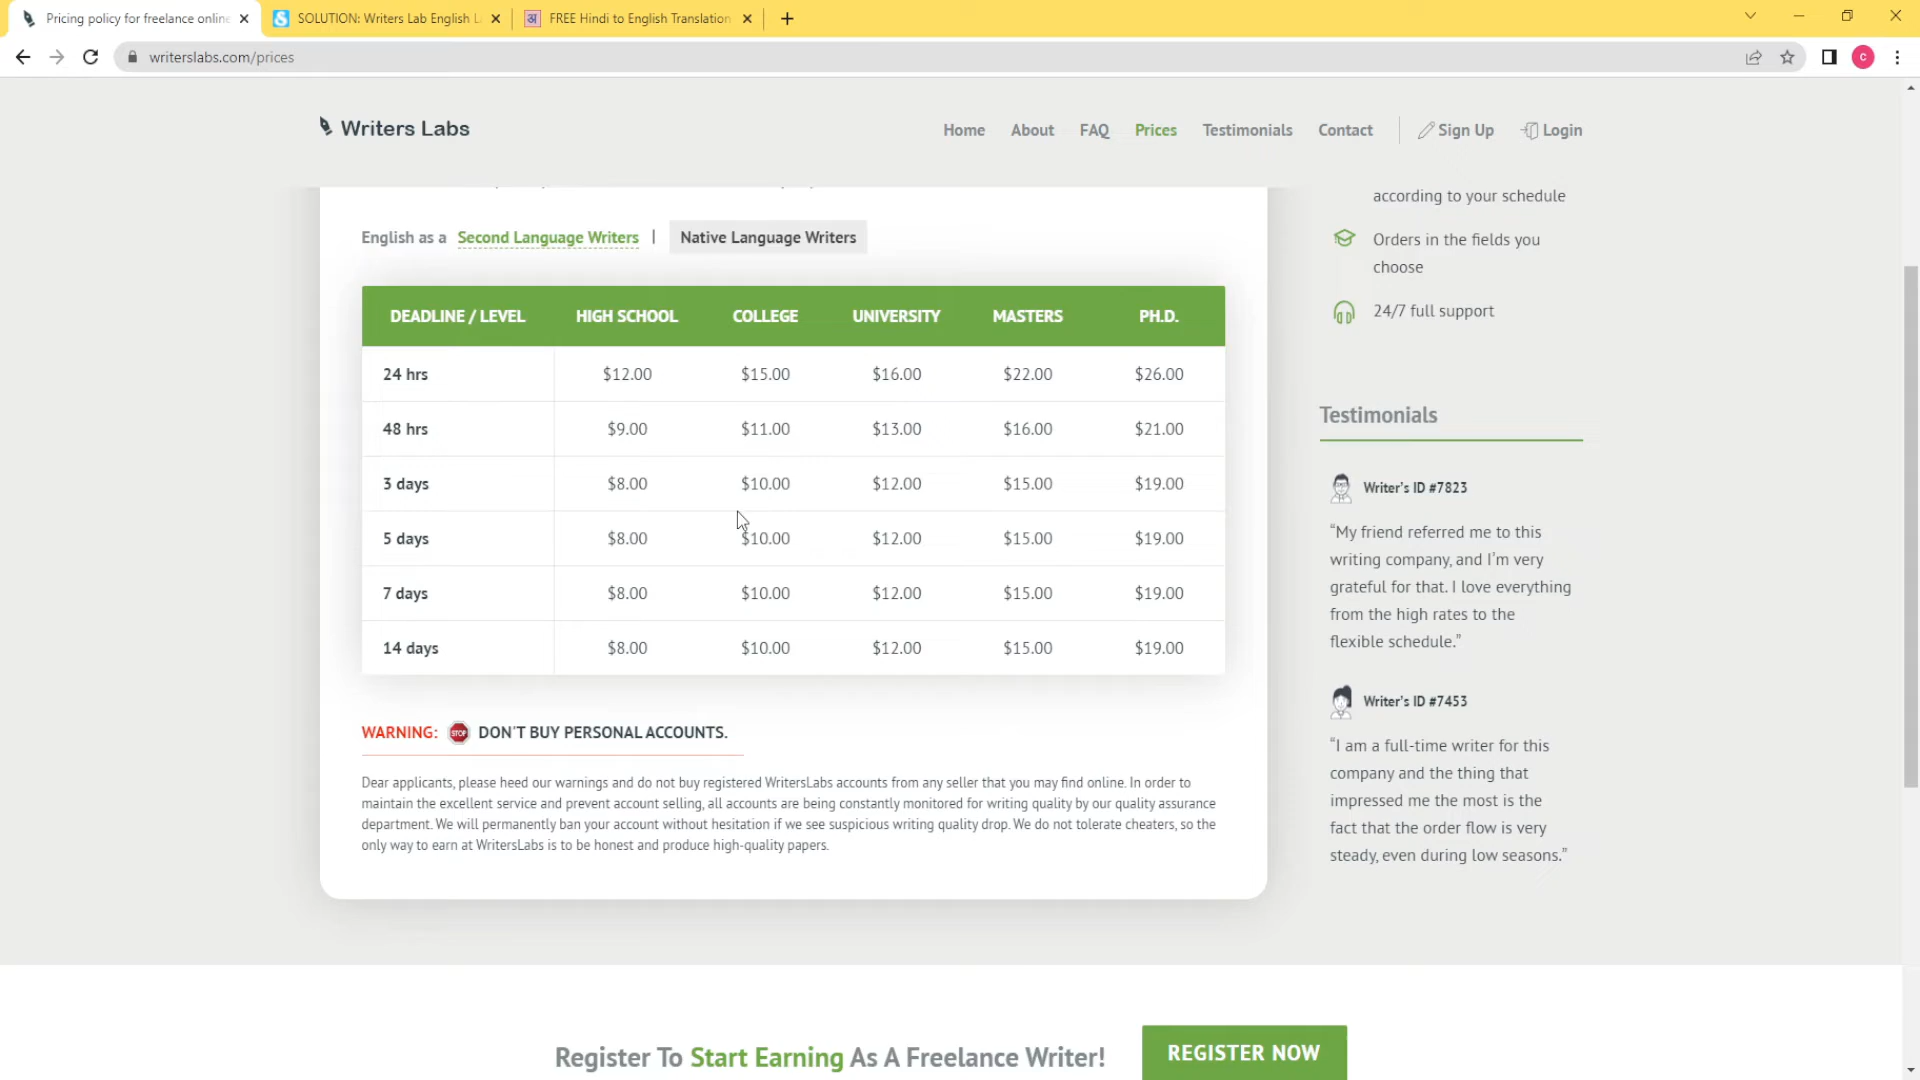 Pricing policy for freelance online
SOLUTION: Writers Lab English L
FREE Hindi to English Translation
writerslabs.com/prices
C
Writers Labs
Home About FAQ Prices Testimonials Contact Sign Up Login
English as a Second Language Writers | Native Language Writers
DEADLINE / LEVEL HIGH SCHOOL COLLEGE UNIVERSITY MASTERS PH.D.
24 hrs $12.00 $15.00 $16.00 $22.00 $26.00
48 hrs $9.00 $11.00 $13.00 $16.00 $21.00
3 days $8.00 $10.00 $12.00 $15.00 $19.00
5 days $8.00 $10.00 $12.00 $15.00 $19.00
7 days $8.00 $10.00 $12.00 $15.00 $19.00
14 days $8.00 $10.00 $12.00 $15.00 $19.00
WARNING: STOP DON'T BUY PERSONAL ACCOUNTS.
Dear applicants, please heed our warnings and do not buy registered WritersLabs accounts from any seller that you may find online. In order to
maintain the excellent service and prevent account selling, all accounts are being constantly monitored for writing quality by our quality assurance
department. We will permanently ban your account without hesitation if we see suspicious writing quality drop. We do not tolerate cheaters, so the
only way to earn at WritersLabs is to be honest and produce high-quality papers.
according to your schedule
Orders in the fields you
choose
24/7 full support
Testimonials
Writer's ID #7823
“My friend referred me to this
writing company, and I'm very
grateful for that. I love everything
from the high rates to the
flexible schedule.”
Writer's ID #7453
“I am a full-time writer for this
company and the thing that
impressed me the most is the
fact that the order flow is very
steady, even during low seasons.”
Register To Start Earning As A Freelance Writer!
REGISTER NOW